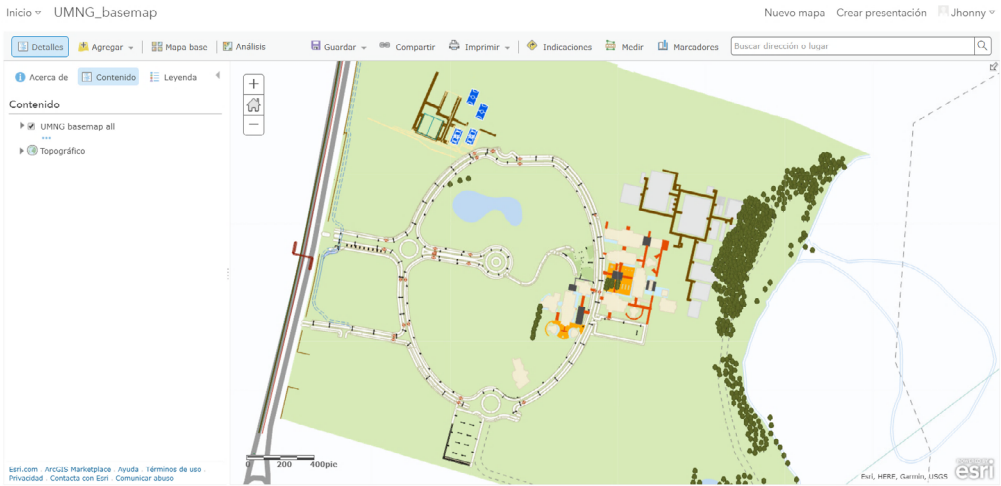 Inicio UMNG_basemap Nuevo mapa Crear presentación Jhonny
Detalles Agregar Mapa base Análisis Guardar Compartir Imprimir Indicaciones Medir Marcadores Buscar dirección o lugar
Acerca de Contenido Leyenda
Contenido
UMNG basemap all
Topográfico
0 200 400pie
Esri.com . ArcGIS Marketplace . Ayuda . Términos de uso .
Privacidad . Contacta con Esri . Comunicar abuso
Esri, HERE, Garmin, USGS
esri